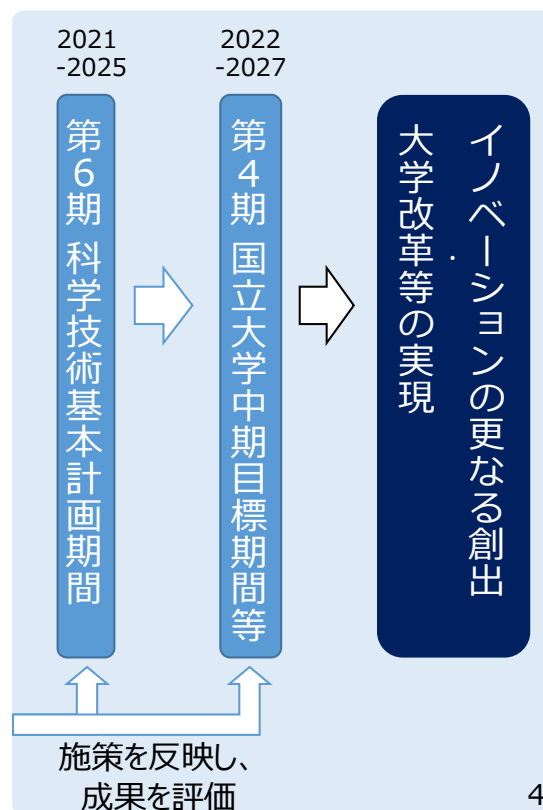 2021
-2025
2022
-2027
第6期 科学技術基本計画期間
第4期 国立大学中期目標期間等
イノベーションの更なる創出
大学改革等の実現
施策を反映し、
成果を評価
4